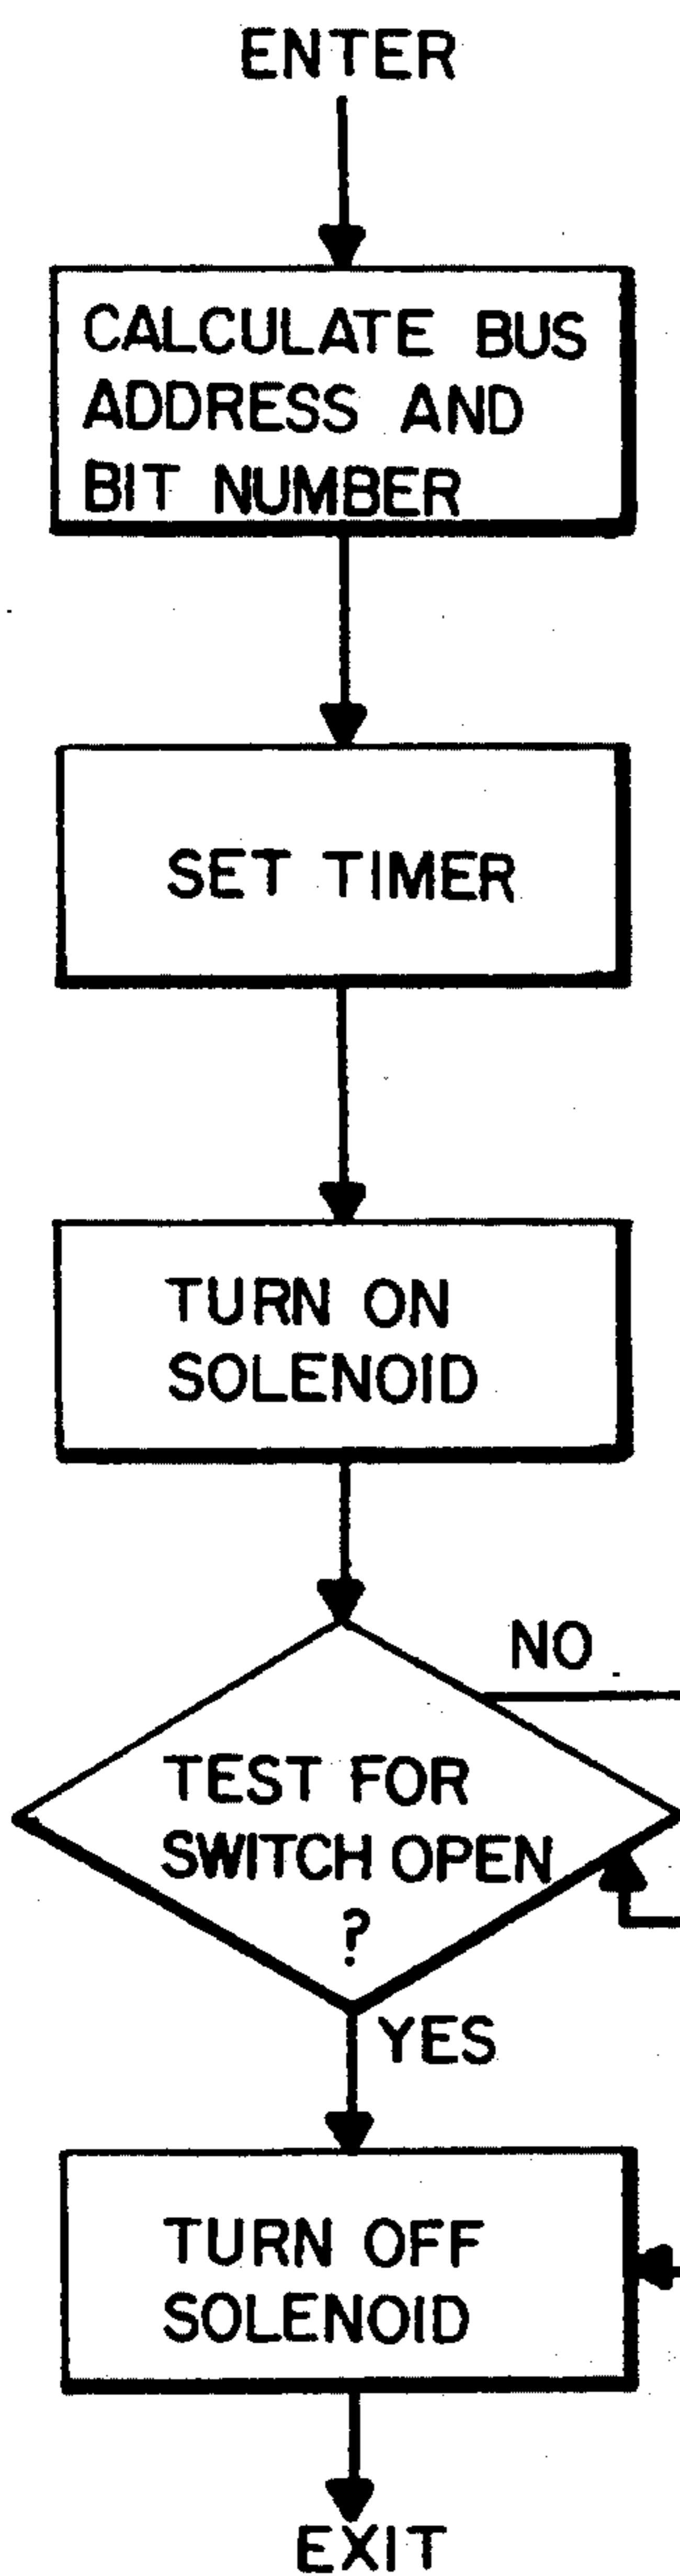 ENTER
CALCULATE BUS
ADDRESS AND
BIT NUMBER
SET TIMER
TURN ON
SOLENOID
NO
TEST FOR
SWITCH OPEN
?
YES
TURN OFF
SOLENOID
EXIT